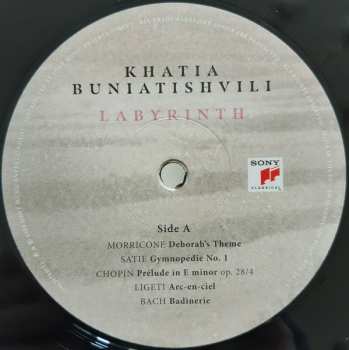 KHATIA
BUNIATISHVILI
LABYRINTH
SONY
CLASSICAL
Side A
MORRICONE Deborah's Theme
SATIE Gymnopédie No. 1
CHOPIN Prélude in E minor op. 28/4
LIGETI Arc-en-ciel
BACH Badinerie